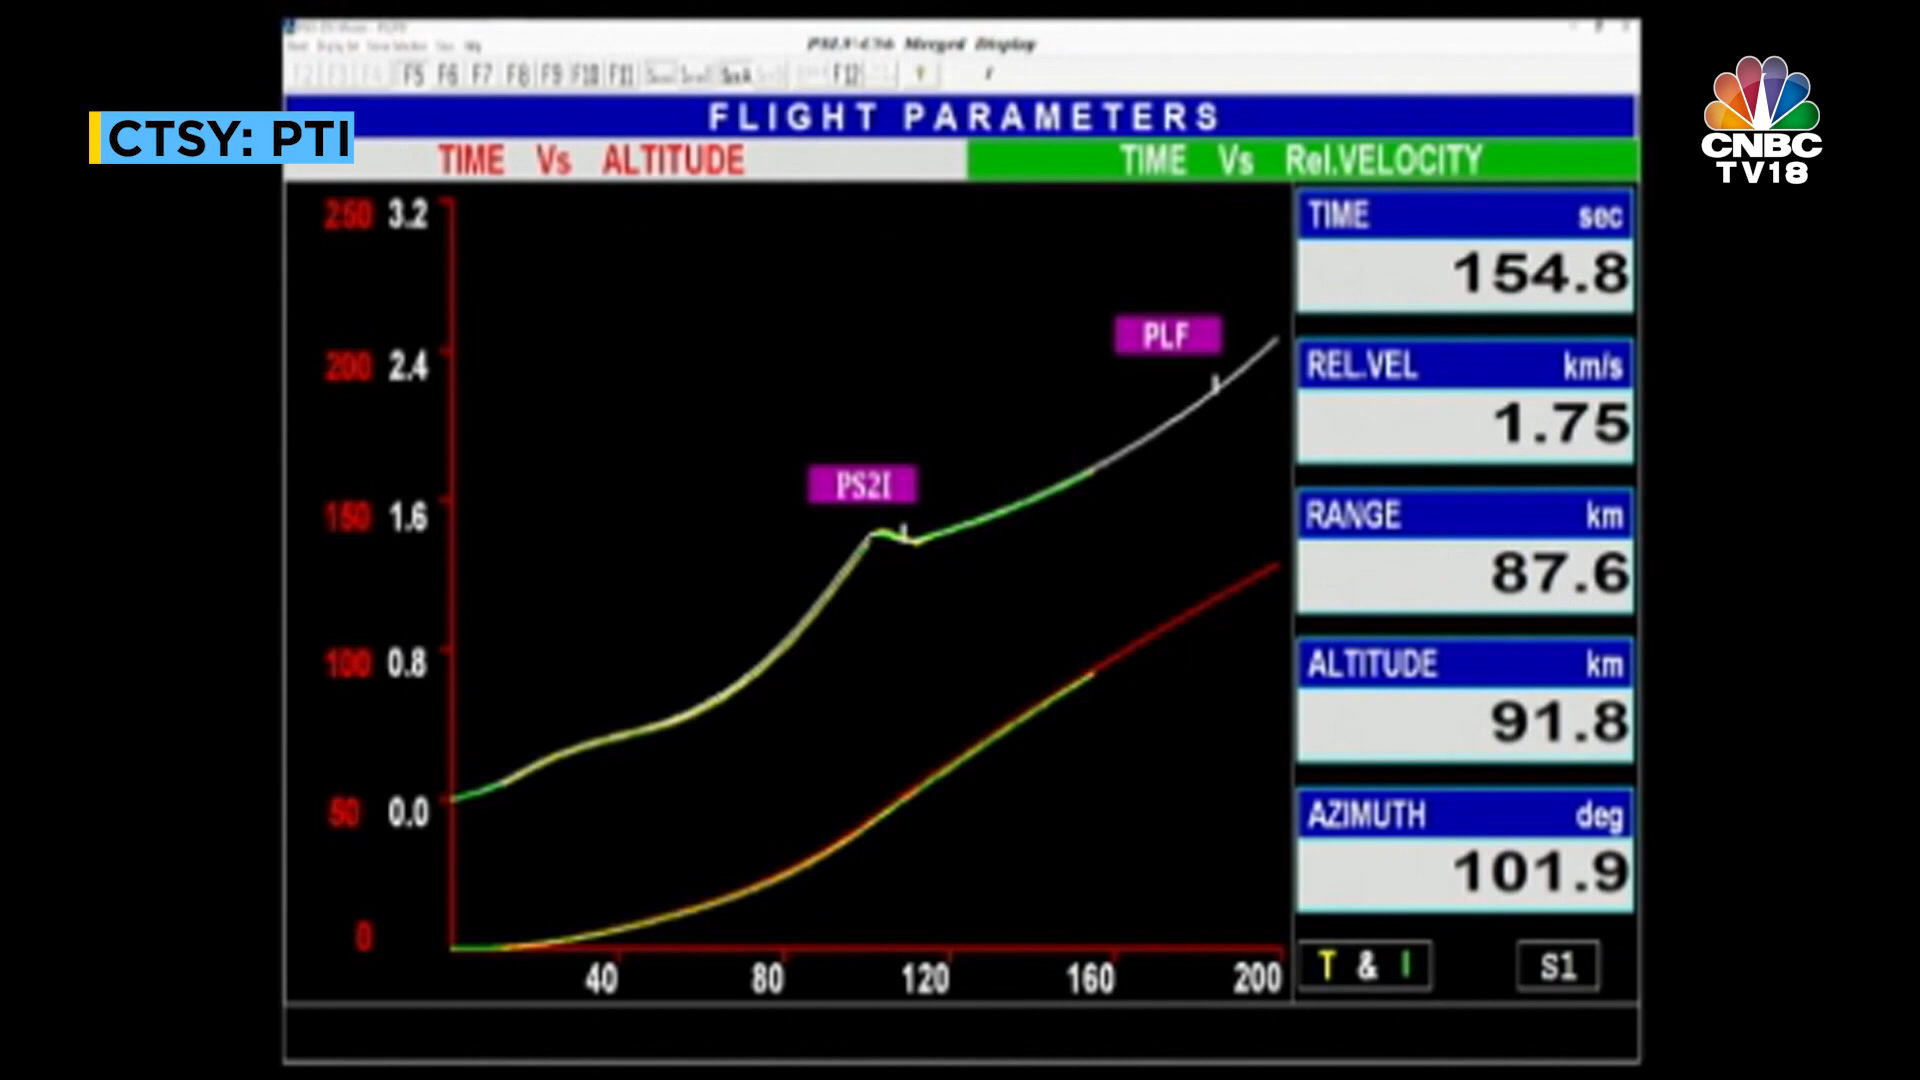 Merged Display
F5 F6 F7 F8 F9 F10 F11 F12
FLIGHT PARAMETERS
CTSY: PTI
CNBC
TV18
TIME Vs ALTITUDE
TIME Vs Rel.VELOCITY
250 3.2
200 2.4
150 1.6
100 0.8
50 0.0
0
40 80 120 160 200
PLF
PS2I
TIME sec
154.8
REL.VEL km/s
1.75
RANGE km
87.6
ALTITUDE km
91.8
AZIMUTH deg
101.9
T & I
S1